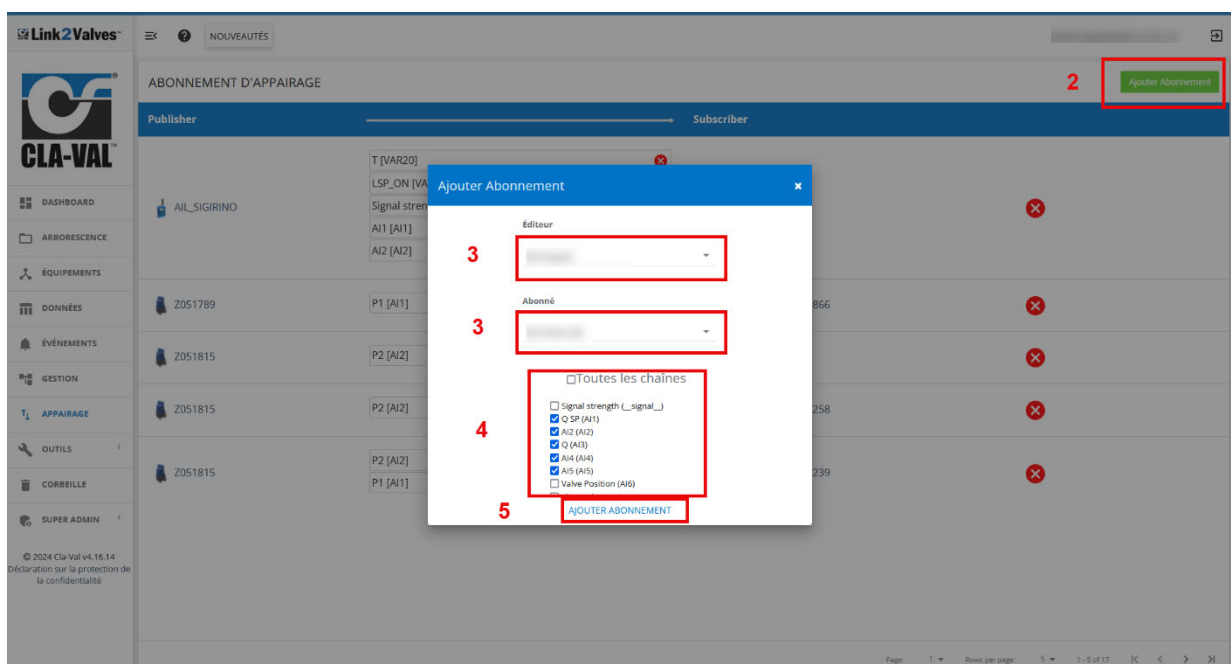 Link2Valves™
NOUVEAUTÉS
CLA-VAL™
DASHBOARD
ARBORESCENCE
ÉQUIPEMENTS
DONNÉES
ÉVÉNEMENTS
GESTION
APPAIRAGE
OUTILS
CORBEILLE
SUPER ADMIN
© 2024 Cla-Val v4.16.14
Déclaration sur la protection de
la confidentialité
ABONNEMENT D'APPAIRAGE
2
Ajouter Abonnement
Publisher
Subscriber
AIL_SIGIRINO
T [VAR20]
LSP_ON [VA
Signal stren
AI1 [AI1]
AI2 [AI2]
Z051789
P1 [AI1]
866
Z051815
P2 [AI2]
Z051815
P2 [AI2]
258
Z051815
P2 [AI2]
P1 [AI1]
239
Ajouter Abonnement
Éditeur
3
Abonné
3
Toutes les chaînes
4
Signal strength (__signal__)
Q SP (AI1)
AI2 (AI2)
Q (AI3)
AI4 (AI4)
AI5 (AI5)
Valve Position (AI6)
5
AJOUTER ABONNEMENT
Page: 1 Rows per page: 5 1 - 5 of 17